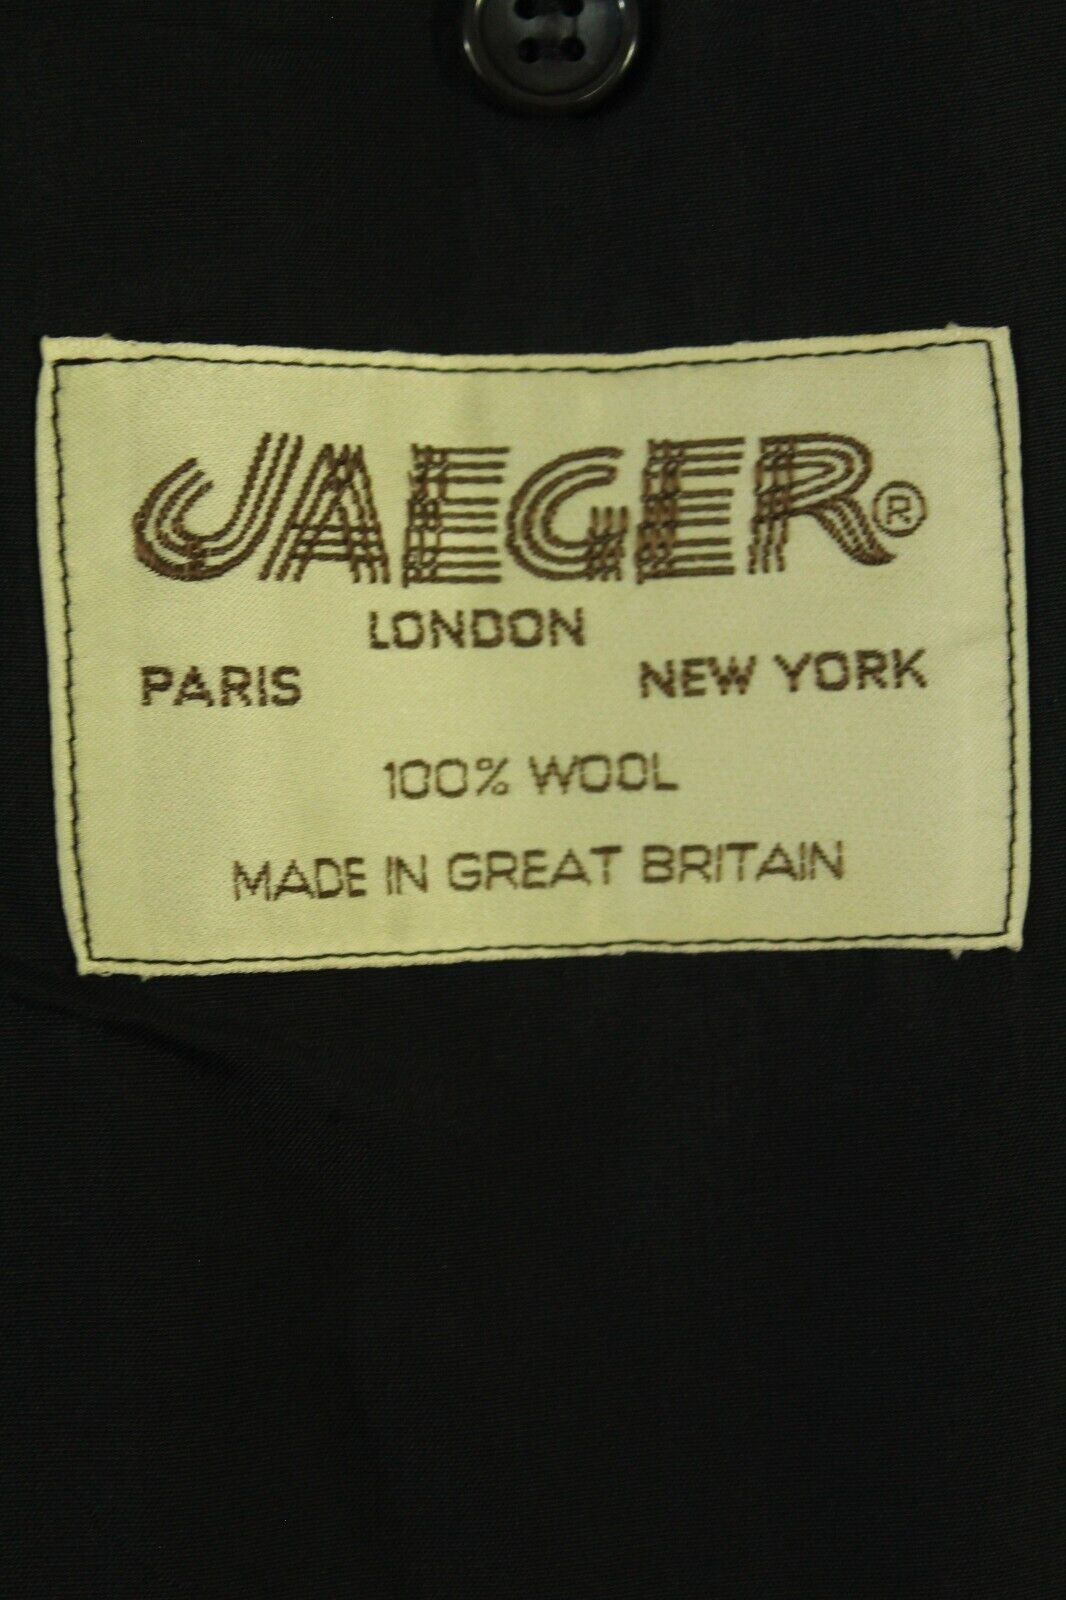 JAEGER®
LONDON
PARIS NEW YORK
100% WOOL
MADE IN GREAT BRITAIN